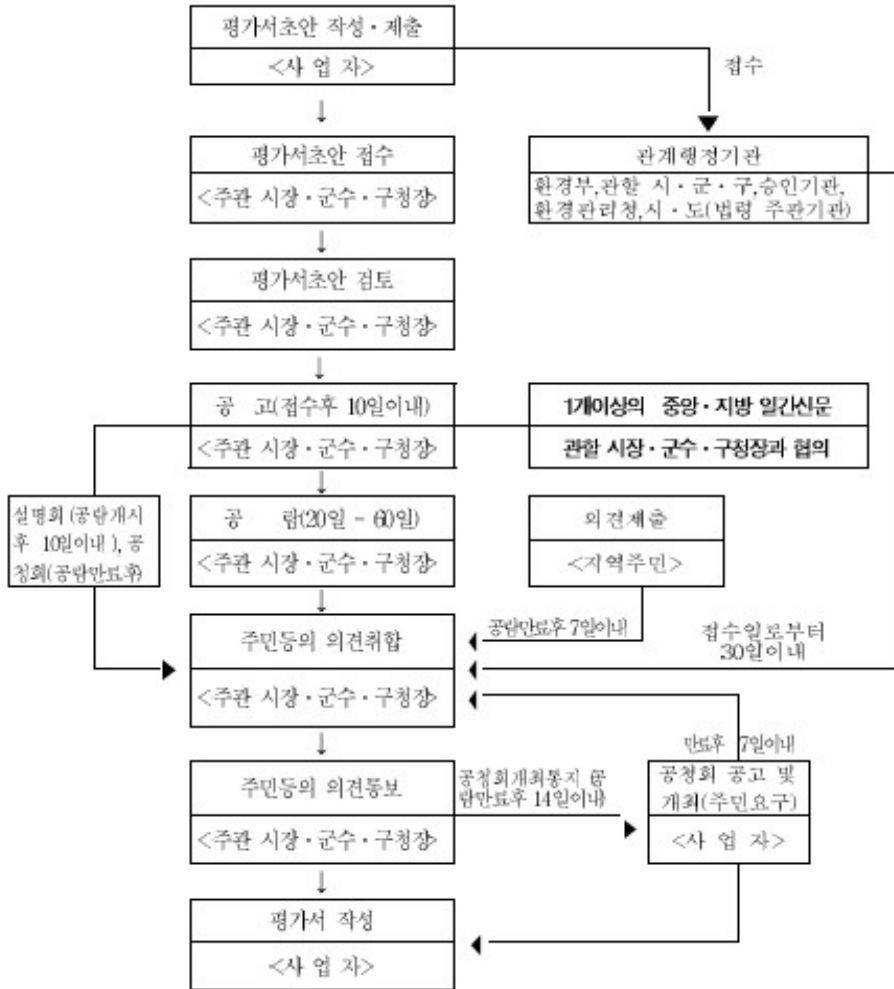 평가서초안 작성·제출
<사 업 자>
접수
평가서초안 접수
<주관 시장·군수·구청장>
관계행정기관
환경부,관할 시·군·구,승인기관,
환경관리청,시·도(법령 주관기관)
평가서초안 검토
<주관 시장·군수·구청장>
공 고(접수후 10일이내)
<주관 시장·군수·구청장>
1개이상의 중앙·지방 일간신문
관할 시장·군수·구청장과 협의
설명회(공람개시
후 10일이내), 공
청회(공람만료후)
공 람(20일 - 60일)
<주관 시장·군수·구청장>
의견제출
<지역주민>
공람만료후 7일이내
접수일로부터
30일이내
주민등의 의견취합
<주관 시장·군수·구청장>
만료후 7일이내
주민등의 의견통보
<주관 시장·군수·구청장>
공청회개최통지 (공
람만료후 14일이내)
공청회 공고 및
개최(주민요구)
<사 업 자>
평가서 작성
<사 업 자>